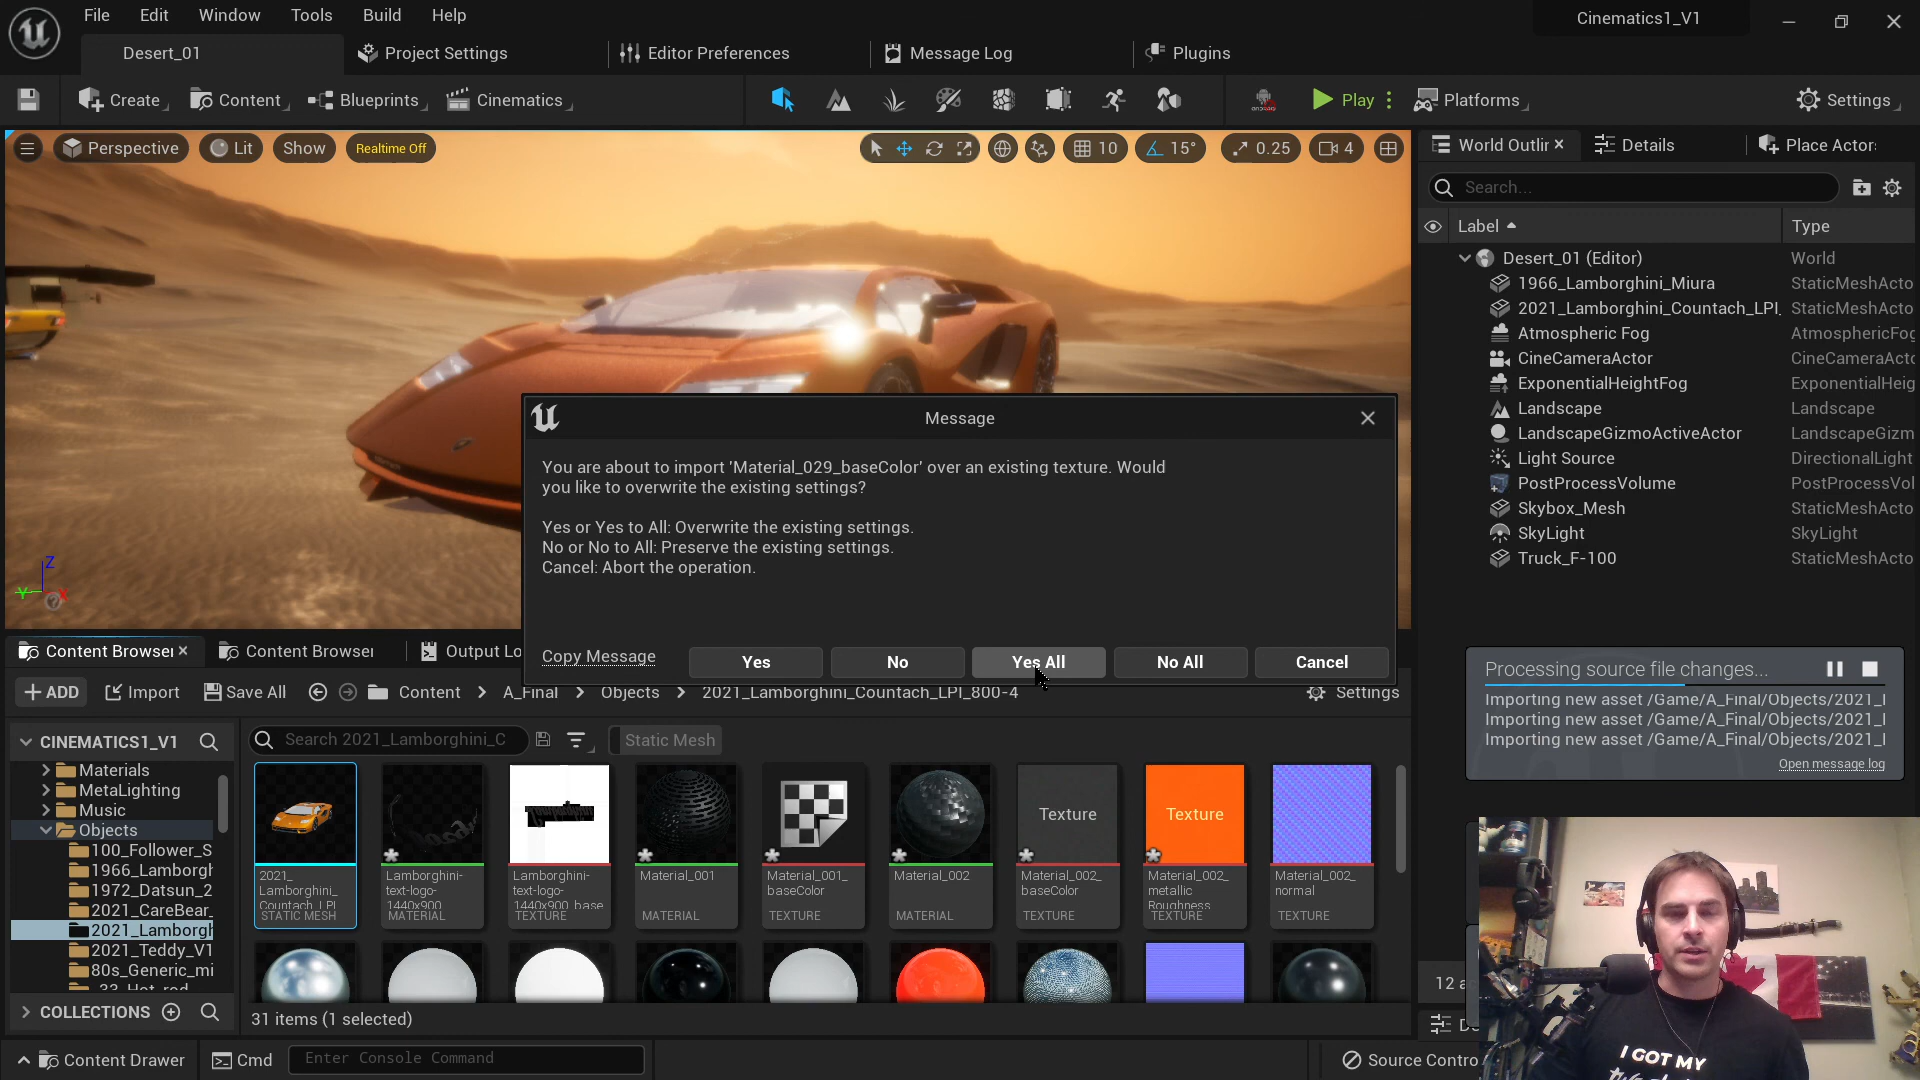 File Edit Window Tools Build Help
Cinematics1_V1
Desert_01
Project Settings
Editor Preferences
Message Log
Plugins
Create
Content
Blueprints
Cinematics
Play
Platforms
Settings
Perspective
Lit
Show
Realtime Off
10
15°
0.25
4
World Outlir
Details
Place Actor
Search...
Label
Type
Desert_01 (Editor) World
1966_Lamborghini_Miura StaticMeshActo
2021_Lamborghini_Countach_LPI_ StaticMeshActo
Atmospheric Fog AtmosphericFog
CineCameraActor CineCameraActo
ExponentialHeightFog ExponentialHeig
Landscape Landscape
LandscapeGizmoActiveActor LandscapeGizm
Light Source DirectionalLight
PostProcessVolume PostProcessVol
Skybox_Mesh StaticMeshActo
SkyLight SkyLight
Truck_F-100 StaticMeshActo
Z
Y
X
Message
You are about to import 'Material_029_baseColor' over an existing texture. Would
you like to overwrite the existing settings?
Yes or Yes to All: Overwrite the existing settings.
No or No to All: Preserve the existing settings.
Cancel: Abort the operation.
Copy Message
Yes
No
Yes All
No All
Cancel
Processing source file changes...
Importing new asset /Game/A_Final/Objects/2021_
Importing new asset /Game/A_Final/Objects/2021_
Importing new asset /Game/A_Final/Objects/2021_
Open message log
Content Browser
Content Browser
Output Lo
ADD
Import
Save All
Content
A_Final
Objects
2021_Lamborghini_Countach_LPI_800-4
Settings
CINEMATICS1_V1
Search 2021_Lamborghini_C
Static Mesh
Materials
MetaLighting
Music
Objects
100_Follower_S
1966_Lamborgh
1972_Datsun_2
2021_CareBear_
2021_Lamborgh
2021_Teddy_V1
80s_Generic_mi
33_Hot_rod
COLLECTIONS
2021_
Lamborghini_
Countach_LPI
STATIC MESH
Lamborghini-
text-logo-
1440x900
MATERIAL
Lamborghini-
text-logo-
1440x900_base
TEXTURE
Material_001
MATERIAL
Material_001_
baseColor
TEXTURE
Material_002
MATERIAL
Texture
Material_002_
baseColor
TEXTURE
Texture
Material_002_
metallic
Roughness
TEXTURE
Material_002_
normal
TEXTURE
31 items (1 selected)
12 a
De
Content Drawer
Cmd
Enter Console Command
Source Contro
I GOT MY